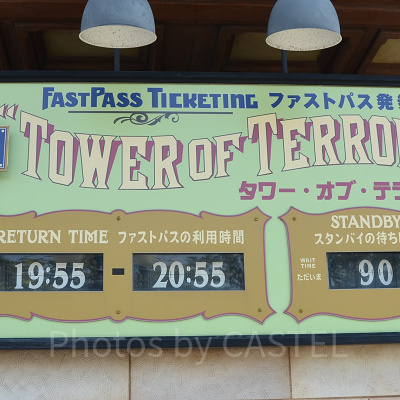 FASTPASS TICKETING ファストパス発
"TOWER OF TERRO
タワー・オブ・テラ
RETURN TIME ファストパスの利用時間
19:55 - 20:55
STANDBY
スタンバイの待ち
WAIT TIME
ただいま
90
Photos by CASTEL